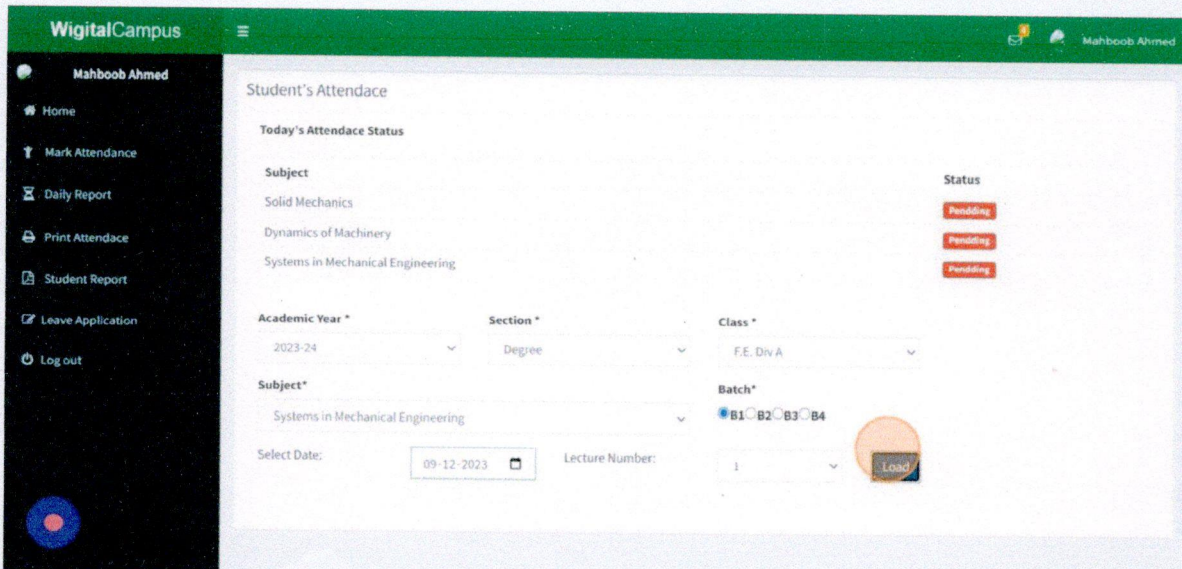 WigitalCampus
4
Mahboob Ahmed
Mahboob Ahmed
Home
Mark Attendance
Daily Report
Print Attendace
Student Report
Leave Application
Log out
Student's Attendace
Today's Attendace Status
Subject Status
Solid Mechanics Pendding
Dynamics of Machinery Pendding
Systems in Mechanical Engineering Pendding
Academic Year * Section * Class *
2023-24 Degree F.E. Div A
Subject* Batch*
Systems in Mechanical Engineering B1 B2 B3 B4
Select Date: 09-12-2023 Lecture Number: 1 Load